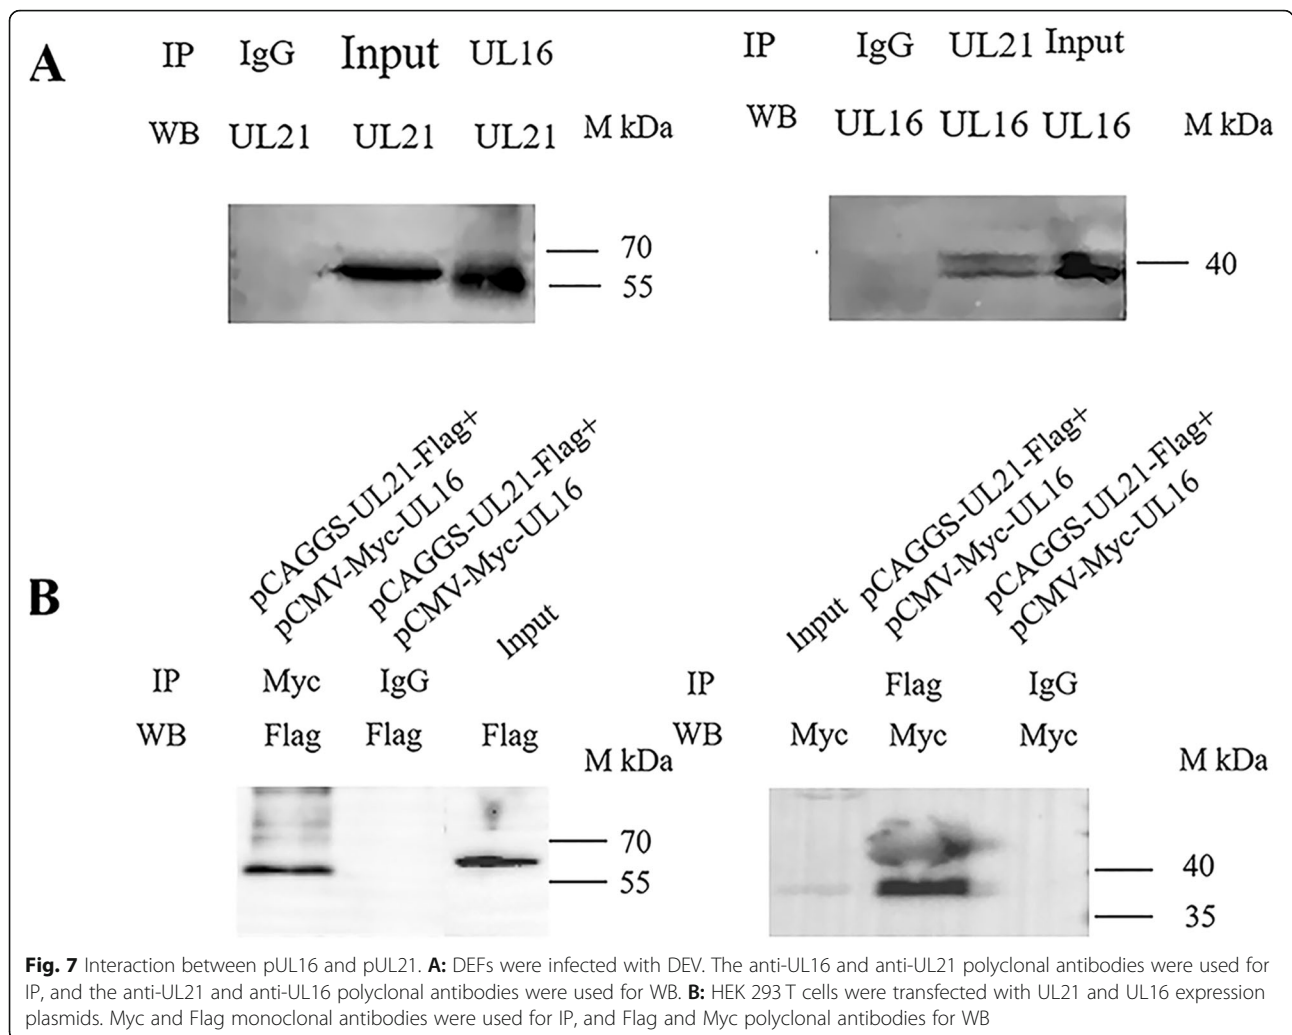 A
IP IgG Input UL16
WB UL21 UL21 UL21 M kDa
70
55
IP IgG UL21 Input
WB UL16 UL16 UL16 M kDa
40
B
pCAGGS-UL21-Flag+
pCMV-Myc-UL16
pCAGGS-UL21-Flag+
pCMV-Myc-UL16
Input
IP Myc IgG
WB Flag Flag Flag
M kDa
70
55
Input
pCAGGS-UL21-Flag+
pCMV-Myc-UL16
pCAGGS-UL21-Flag+
pCMV-Myc-UL16
IP Flag IgG
WB Myc Myc Myc
M kDa
40
35
Fig. 7 Interaction between pUL16 and pUL21. A: DEFs were infected with DEV. The anti-UL16 and anti-UL21 polyclonal antibodies were used for
IP, and the anti-UL21 and anti-UL16 polyclonal antibodies were used for WB. B: HEK 293 T cells were transfected with UL21 and UL16 expression
plasmids. Myc and Flag monoclonal antibodies were used for IP, and Flag and Myc polyclonal antibodies for WB